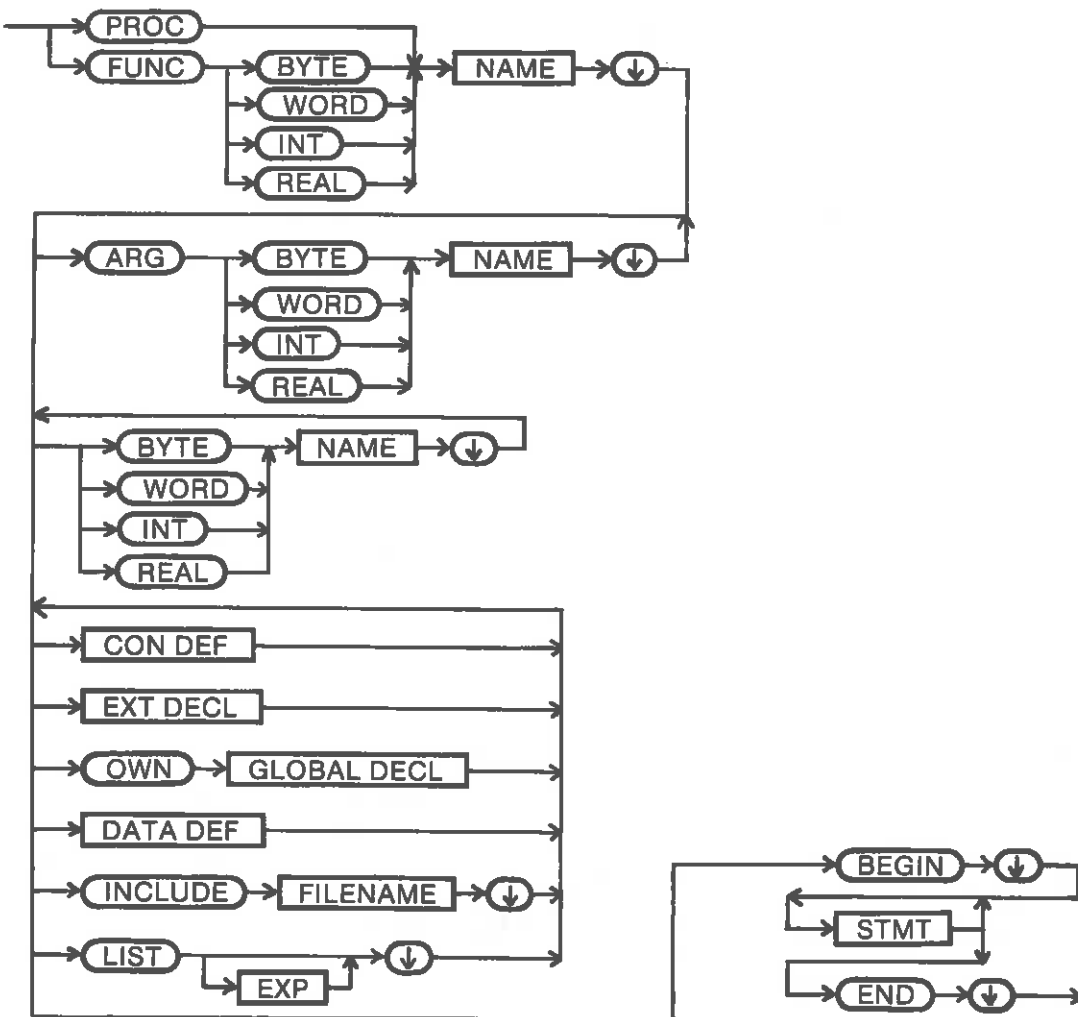 PROC
FUNC BYTE NAME ↓
WORD
INT
REAL
ARG BYTE NAME ↓
WORD
INT
REAL
BYTE NAME ↓
WORD
INT
REAL
CON DEF
EXT DECL
OWN GLOBAL DECL
DATA DEF
INCLUDE FILENAME ↓
LIST ↓
EXP
BEGIN ↓
STMT
END ↓